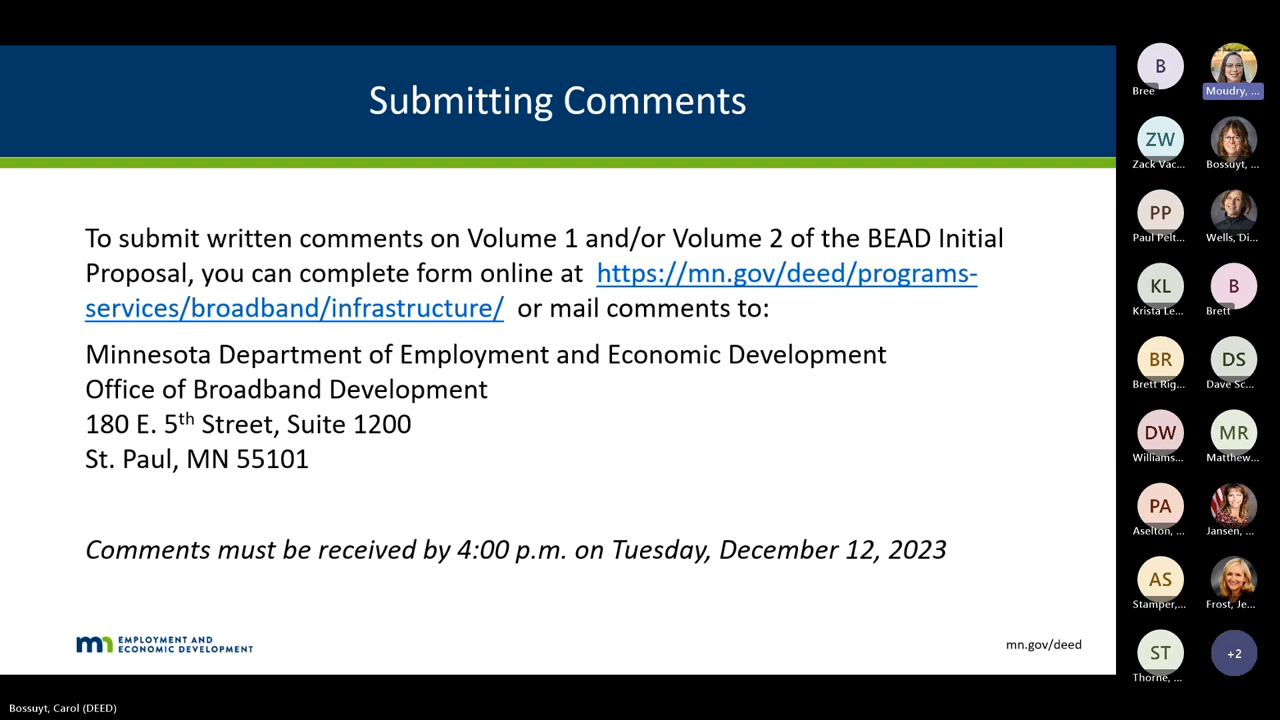 Submitting Comments
To submit written comments on Volume 1 and/or Volume 2 of the BEAD Initial
Proposal, you can complete form online at https://mn.gov/deed/programs-
services/broadband/infrastructure/ or mail comments to:
Minnesota Department of Employment and Economic Development
Office of Broadband Development
180 E. 5th Street, Suite 1200
St. Paul, MN 55101
Comments must be received by 4:00 p.m. on Tuesday, December 12, 2023
mn EMPLOYMENT AND
ECONOMIC DEVELOPMENT
mn.gov/deed
B
Bree
Moudry, ...
ZW
Zack Vac...
Bossuyt, ...
PP
Paul Pelt...
Wells, Di...
KL
Krista Le...
B
Brett
BR
Brett Rig...
DS
Dave Sc...
DW
Williams...
MR
Matthew...
PA
Aselton, ...
Jansen, ...
AS
Stamper,...
Frost, Je...
ST
Thorne, ...
+2
Bossuyt, Carol (DEED)